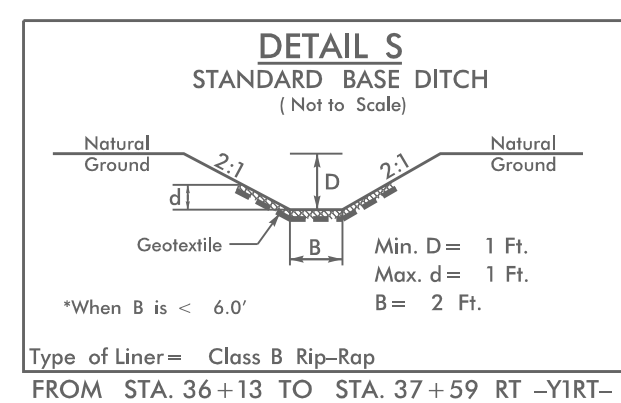 DETAIL S
STANDARD BASE DITCH
( Not to Scale)
Natural
Ground
2:1
D
2:1
Natural
Ground
d
Geotextile
B
Min. D= 1 Ft.
Max. d= 1 Ft.
B= 2 Ft.
*When B is < 6.0'
Type of Liner= Class B Rip-Rap
FROM STA. 36+13 TO STA. 37+59 RT -Y1RT-